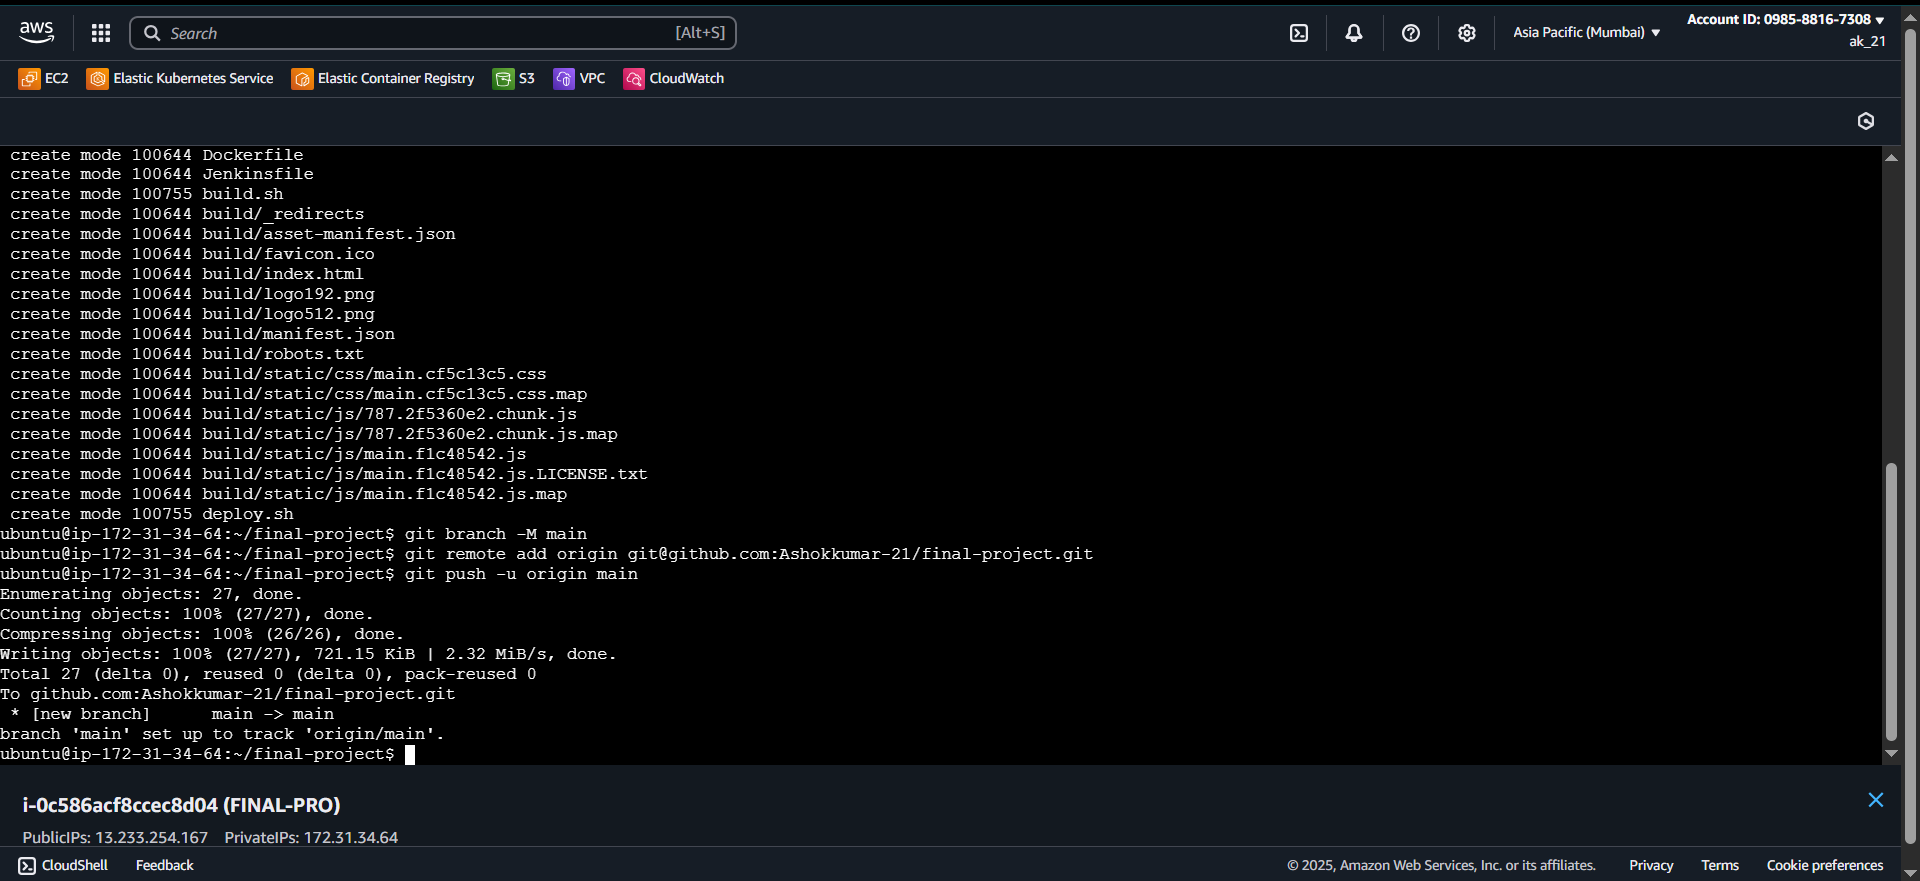 aws
Search [Alt+S]
Asia Pacific (Mumbai)
Account ID: 0985-8816-7308
ak_21
EC2 Elastic Kubernetes Service Elastic Container Registry S3 VPC CloudWatch
create mode 100644 Dockerfile
create mode 100644 Jenkinsfile
create mode 100755 build.sh
create mode 100644 build/_redirects
create mode 100644 build/asset-manifest.json
create mode 100644 build/favicon.ico
create mode 100644 build/index.html
create mode 100644 build/logo192.png
create mode 100644 build/logo512.png
create mode 100644 build/manifest.json
create mode 100644 build/robots.txt
create mode 100644 build/static/css/main.cf5c13c5.css
create mode 100644 build/static/css/main.cf5c13c5.css.map
create mode 100644 build/static/js/787.2f5360e2.chunk.js
create mode 100644 build/static/js/787.2f5360e2.chunk.js.map
create mode 100644 build/static/js/main.f1c48542.js
create mode 100644 build/static/js/main.f1c48542.js.LICENSE.txt
create mode 100644 build/static/js/main.f1c48542.js.map
create mode 100755 deploy.sh
ubuntu@ip-172-31-34-64:~/final-project$ git branch -M main
ubuntu@ip-172-31-34-64:~/final-project$ git remote add origin git@github.com:Ashokkumar-21/final-project.git
ubuntu@ip-172-31-34-64:~/final-project$ git push -u origin main
Enumerating objects: 27, done.
Counting objects: 100% (27/27), done.
Compressing objects: 100% (26/26), done.
Writing objects: 100% (27/27), 721.15 KiB | 2.32 MiB/s, done.
Total 27 (delta 0), reused 0 (delta 0), pack-reused 0
To github.com:Ashokkumar-21/final-project.git
* [new branch]      main -> main
branch 'main' set up to track 'origin/main'.
ubuntu@ip-172-31-34-64:~/final-project$
i-0c586acf8ccec8d04 (FINAL-PRO)
PublicIPs: 13.233.254.167 PrivateIPs: 172.31.34.64
CloudShell Feedback © 2025, Amazon Web Services, Inc. or its affiliates. Privacy Terms Cookie preferences